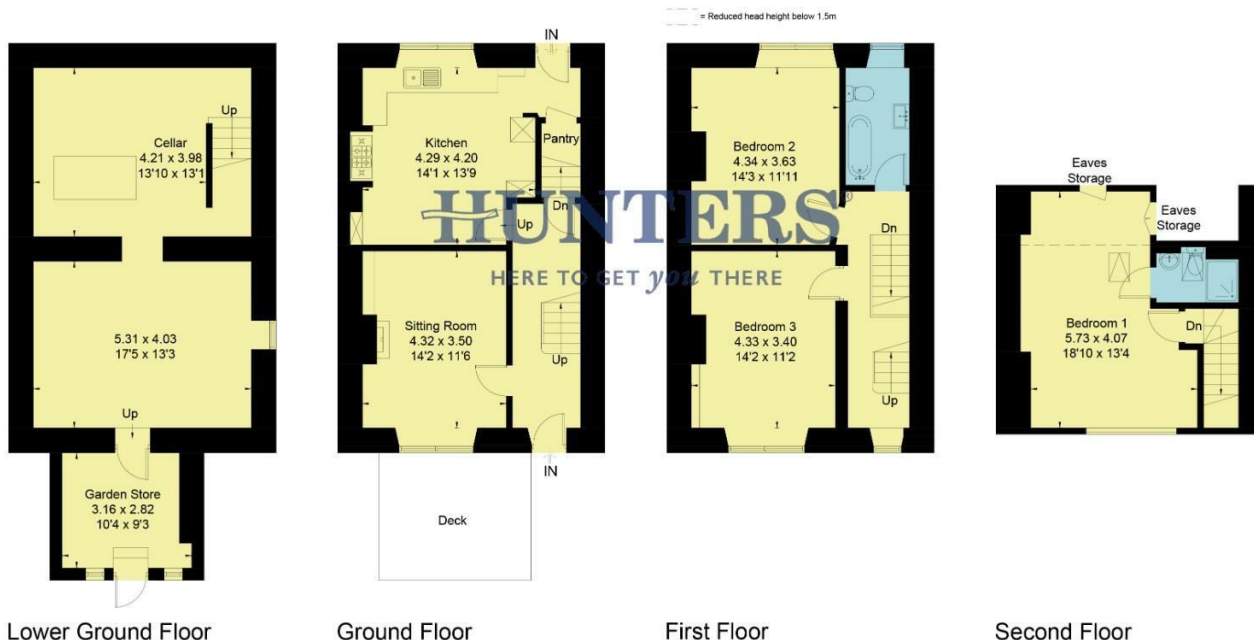 = Reduced head height below 1.5m
Up
Cellar
4.21 x 3.98
13'10 x 13'1
5.31 x 4.03
17'5 x 13'3
Up
Garden Store
3.16 x 2.82
10'4 x 9'3
Lower Ground Floor
IN
Kitchen
4.29 x 4.20
14'1 x 13'9
Pantry
Dn
Up
Sitting Room
4.32 x 3.50
14'2 x 11'6
Up
IN
Deck
Ground Floor
HUNTERS
HERE TO GET you THERE
Bedroom 2
4.34 x 3.63
14'3 x 11'11
Dn
Bedroom 3
4.33 x 3.40
14'2 x 11'2
Up
First Floor
Eaves
Storage
Eaves
Storage
Bedroom 1
5.73 x 4.07
18'10 x 13'4
Dn
Second Floor